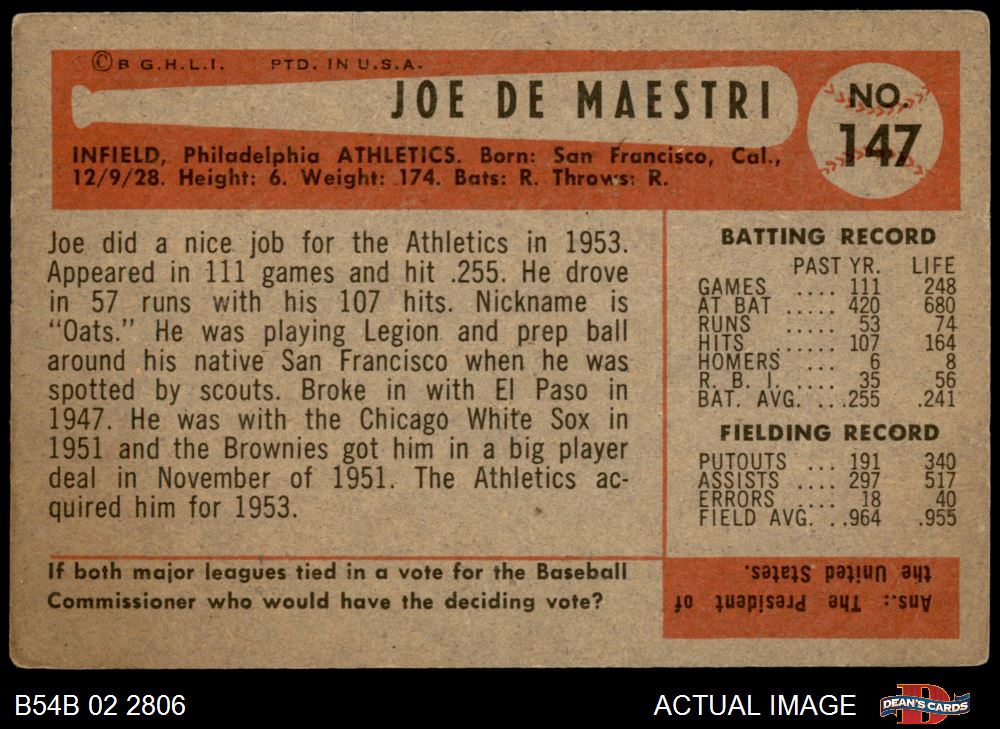 ©B G.H.L.I. PTD. IN U.S.A.
JOE DE MAESTRI
NO.
147
INFIELD, Philadelphia ATHLETICS. Born: San Francisco, Cal.,
12/9/28. Height: 6. Weight: 174. Bats: R. Throws: R.
Joe did a nice job for the Athletics in 1953.
Appeared in 111 games and hit .255. He drove
in 57 runs with his 107 hits. Nickname is
“Oats.” He was playing Legion and prep ball
around his native San Francisco when he was
spotted by scouts. Broke in with El Paso in
1947. He was with the Chicago White Sox in
1951 and the Brownies got him in a big player
deal in November of 1951. The Athletics ac-
quired him for 1953.
BATTING RECORD
PAST YR. LIFE
GAMES .... 111 248
AT BAT .... 420 680
RUNS ..... 53 74
HITS ...... 107 164
HOMERS .... 6 8
R. B. I. .... 35 56
BAT. AVG. ...255 .241
FIELDING RECORD
PUTOUTS ... 191 340
ASSISTS .... 297 517
ERRORS .... 18 40
FIELD AVG. ..964 .955
If both major leagues tied in a vote for the Baseball
Commissioner who would have the deciding vote?
Ans.: The President of
the United States.
B54B 02 2806
ACTUAL IMAGE
DEAN'S CARDS